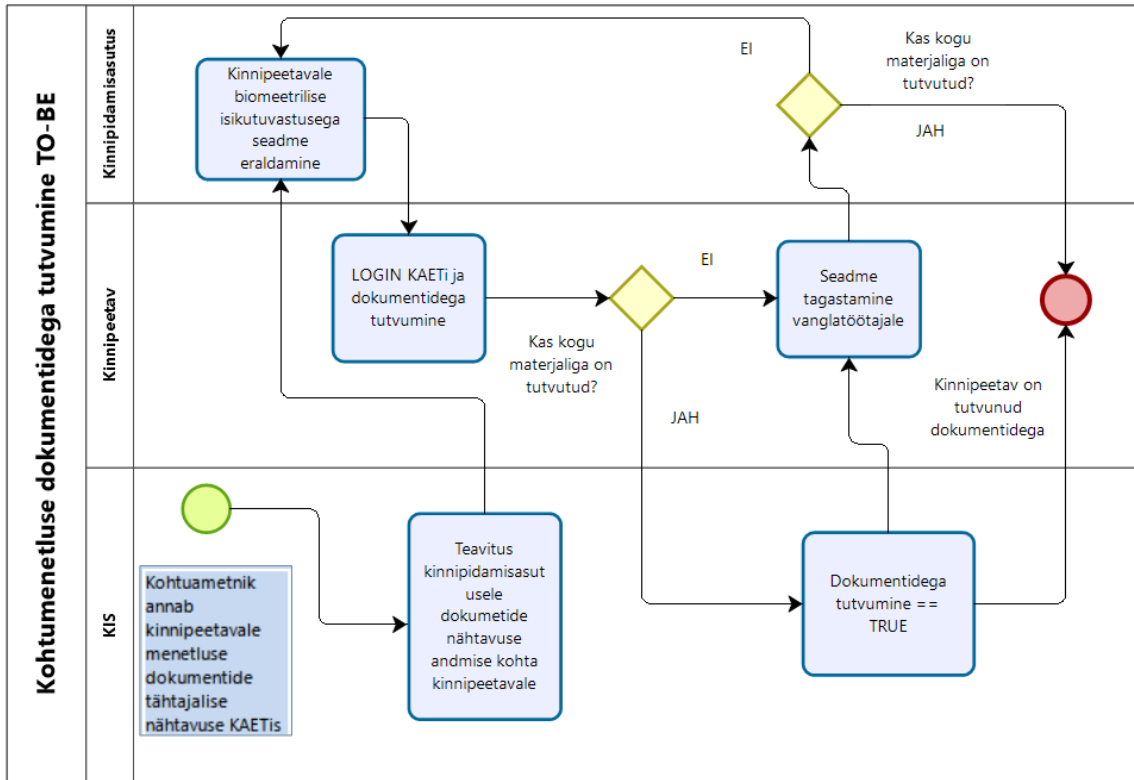 Kohtumenetluse dokumentidega tutvumine TO-BE
Kinnipidamisasutus
Kinnipeetavale
biomeetrilise
isikutuvastusega
seadme
eraldamine
EI
Kas kogu
materjaliga on
tutvutud?
JAH
Kinnipeetav
LOGIN KAETi ja
dokumentidega
tutvumine
Kas kogu
materjaliga on
tutvutud?
EI
JAH
Seadme
tagastamine
vanglatöötajale
Kinnipeetav on
tutvunud
dokumentidega
KIS
Kohtuametnik
annab
kinnipeetavale
menetluse
dokumentide
tähtajalise
nähtavuse KAETis
Teavitus
kinnipidamisasut
usele
dokumetide
nähtavuse
andmise kohta
kinnipeetavale
Dokumentidega
tutvumine ==
TRUE